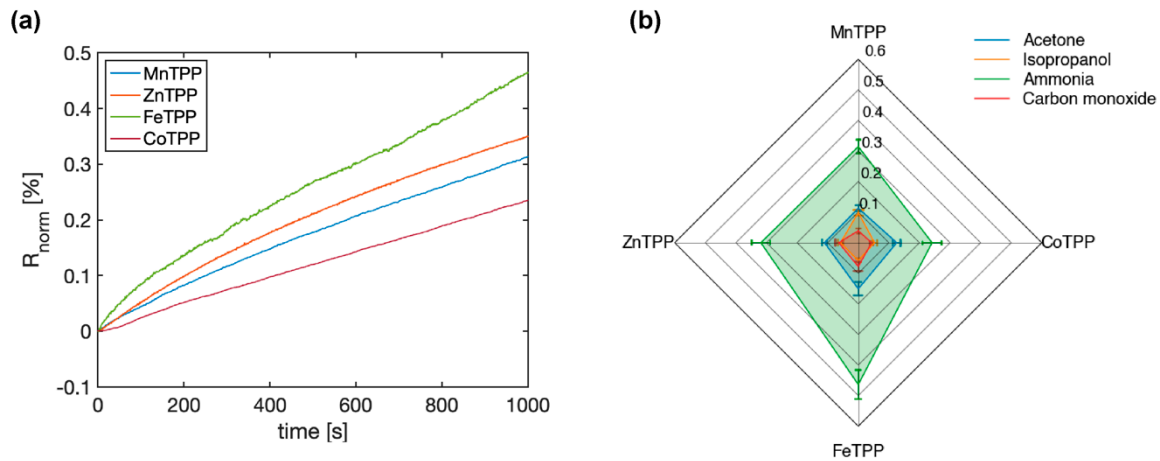 (a)
0.5
0.4
0.3
0.2
0.1
0
-0.1
R_norm [%]
MnTPP
ZnTPP
FeTPP
CoTPP
0
200
400
600
800
1000
time [s]
(b)
MnTPP
0.6
0.5
0.4
0.3
0.2
0.1
ZnTPP
CoTPP
FeTPP
Acetone
Isopropanol
Ammonia
Carbon monoxide